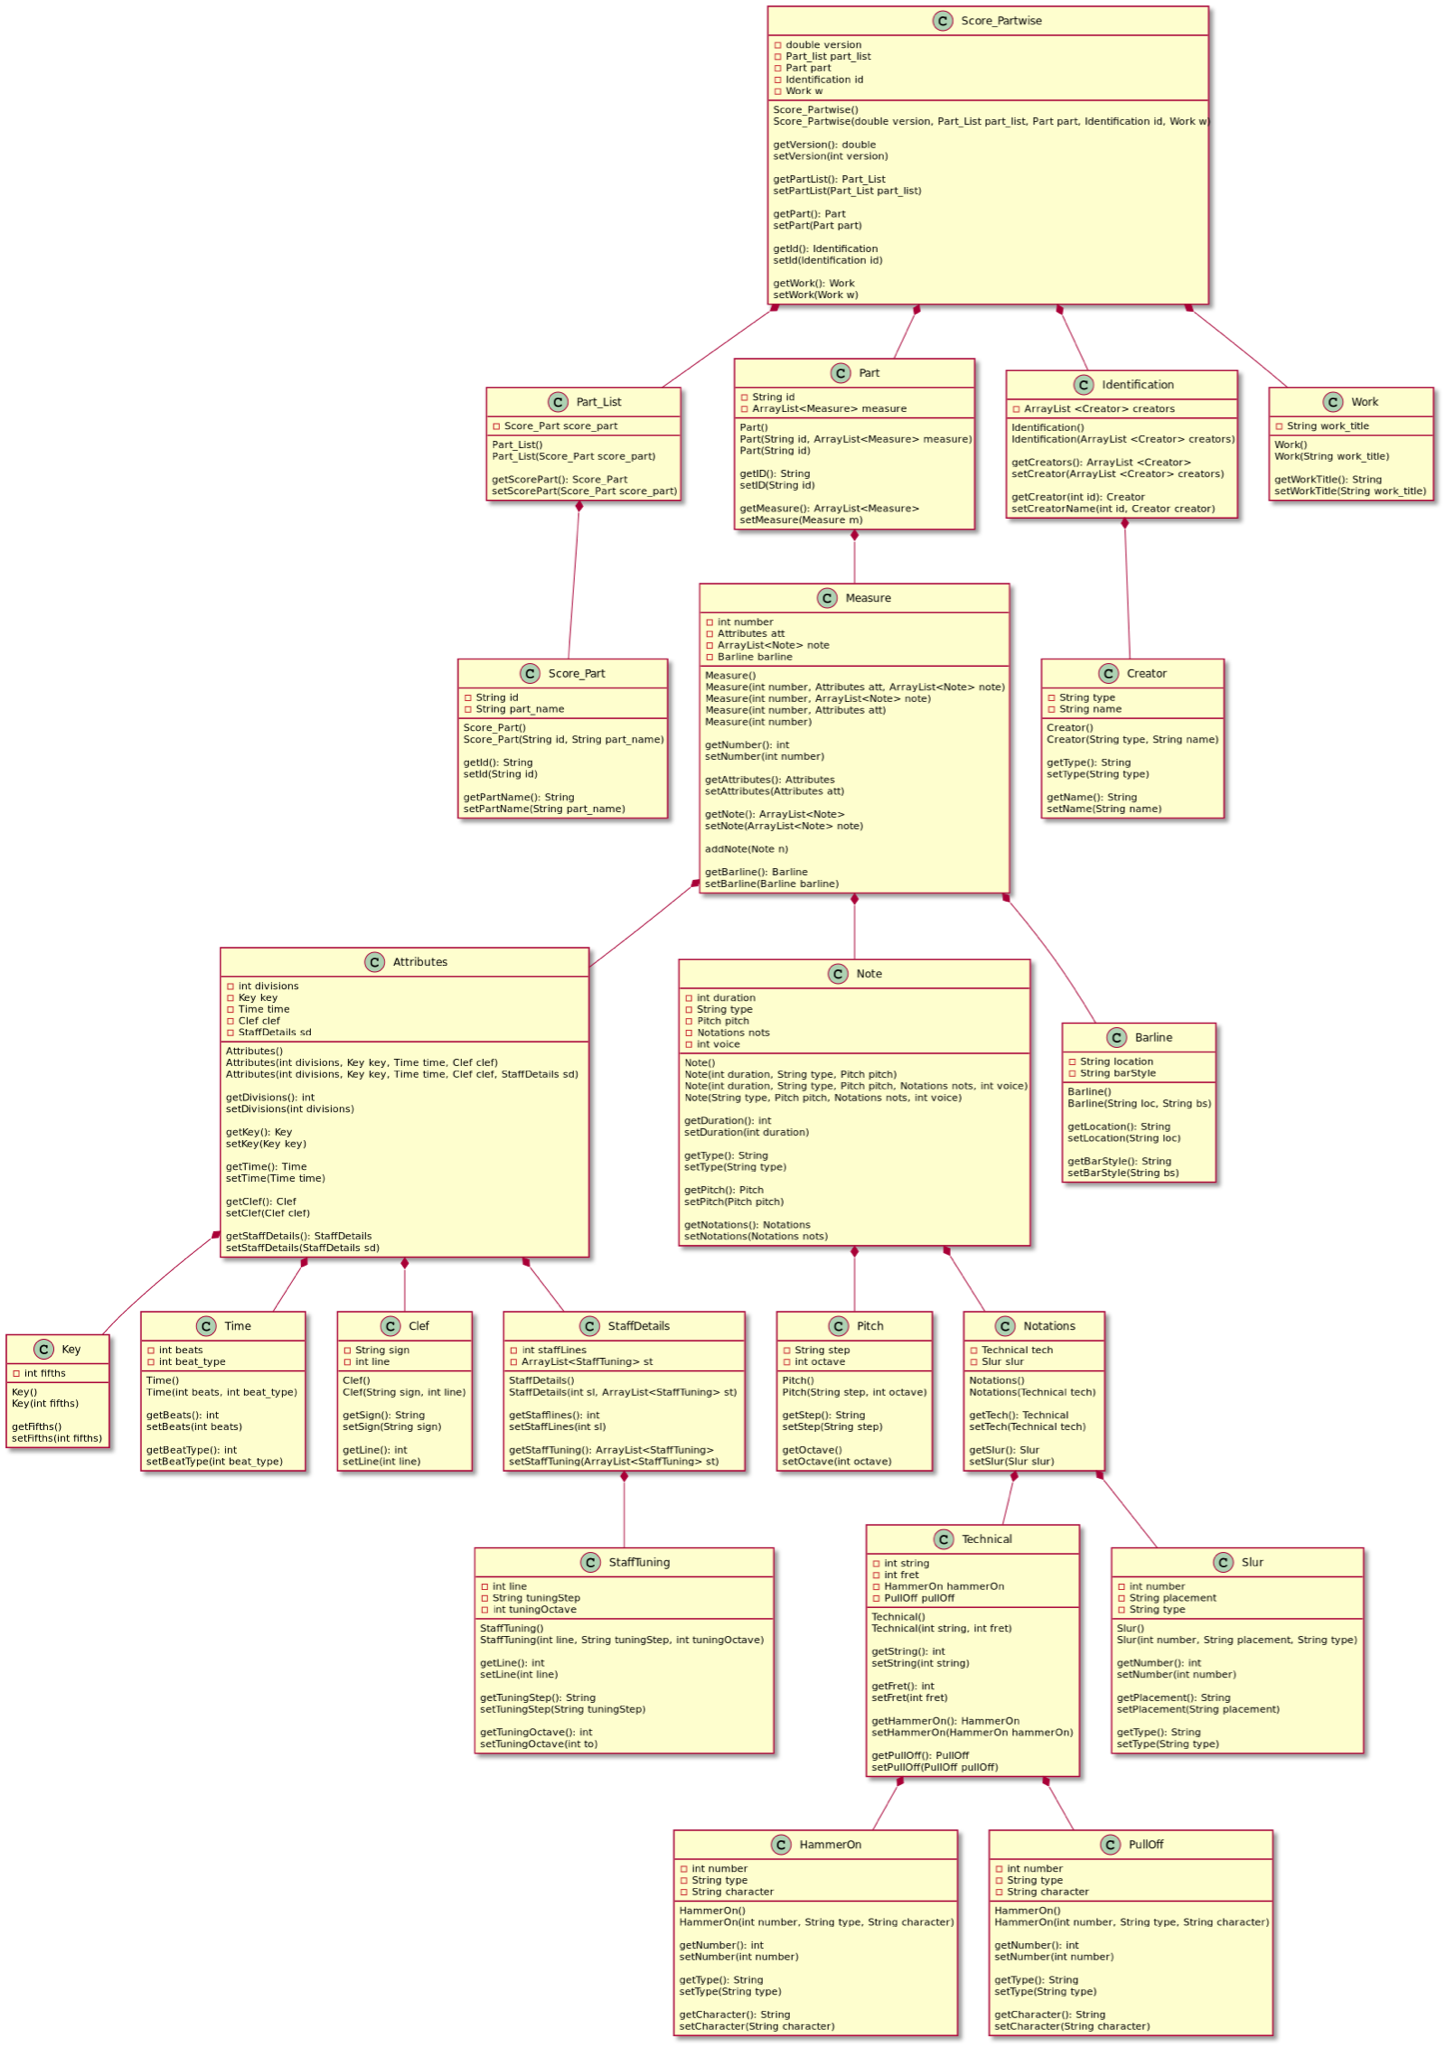 C Score_Partwise
double version
Part_list part_list
Part part
Identification id
Work w
Score_Partwise()
Score_Partwise(double version, Part_List part_list, Part part, Identification id, Work w)
getVersion(): double
setVersion(int version)
getPartList(): Part_List
setPartList(Part_List part_list)
getPart(): Part
setPart(Part part)
getId(): Identification
setId(Identification id)
getWork(): Work
setWork(Work w)
C Part_List
Score_Part score_part
Part_List()
Part_List(Score_Part score_part)
getScorePart(): Score_Part
setScorePart(Score_Part score_part)
C Part
String id
ArrayList<Measure> measure
Part()
Part(String id, ArrayList<Measure> measure)
Part(String id)
getID(): String
setID(String id)
getMeasure(): ArrayList<Measure>
setMeasure(Measure m)
C Identification
ArrayList <Creator> creators
Identification()
Identification(ArrayList <Creator> creators)
getCreators(): ArrayList <Creator>
setCreator(ArrayList <Creator> creators)
getCreator(int id): Creator
setCreatorName(int id, Creator creator)
C Work
String work_title
Work()
Work(String work_title)
getWorkTitle(): String
setWorkTitle(String work_title)
C Score_Part
String id
String part_name
Score_Part()
Score_Part(String id, String part_name)
getId(): String
setId(String id)
getPartName(): String
setPartName(String part_name)
C Measure
int number
Attributes att
ArrayList<Note> note
Barline barline
Measure()
Measure(int number, Attributes att, ArrayList<Note> note)
Measure(int number, ArrayList<Note> note)
Measure(int number, Attributes att)
Measure(int number)
getNumber(): int
setNumber(int number)
getAttributes(): Attributes
setAttributes(Attributes att)
getNote(): ArrayList<Note>
setNote(ArrayList<Note> note)
addNote(Note n)
getBarline(): Barline
setBarline(Barline barline)
C Creator
String type
String name
Creator()
Creator(String type, String name)
getType(): String
setType(String type)
getName(): String
setName(String name)
C Attributes
int divisions
Key key
Time time
Clef clef
StaffDetails sd
Attributes()
Attributes(int divisions, Key key, Time time, Clef clef)
Attributes(int divisions, Key key, Time time, Clef clef, StaffDetails sd)
getDivisions(): int
setDivisions(int divisions)
getKey(): Key
setKey(Key key)
getTime(): Time
setTime(Time time)
getClef(): Clef
setClef(Clef clef)
getStaffDetails(): StaffDetails
setStaffDetails(StaffDetails sd)
C Note
int duration
String type
Pitch pitch
Notations nots
int voice
Note()
Note(int duration, String type, Pitch pitch)
Note(int duration, String type, Pitch pitch, Notations nots, int voice)
Note(String type, Pitch pitch, Notations nots, int voice)
getDuration(): int
setDuration(int duration)
getType(): String
setType(String type)
getPitch(): Pitch
setPitch(Pitch pitch)
getNotations(): Notations
setNotations(Notations nots)
C Barline
String location
String barStyle
Barline()
Barline(String loc, String bs)
getLocation(): String
setLocation(String loc)
getBarStyle(): String
setBarStyle(String bs)
C Key
int fifths
Key()
Key(int fifths)
getFifths()
setFifths(int fifths)
C Time
int beats
int beat_type
Time()
Time(int beats, int beat_type)
getBeats(): int
setBeats(int beats)
getBeatType(): int
setBeatType(int beat_type)
C Clef
String sign
int line
Clef()
Clef(String sign, int line)
getSign(): String
setSign(String sign)
getLine(): int
setLine(int line)
C StaffDetails
int staffLines
ArrayList<StaffTuning> st
StaffDetails()
StaffDetails(int sl, ArrayList<StaffTuning> st)
getStafflines(): int
setStaffLines(int sl)
getStaffTuning(): ArrayList<StaffTuning>
setStaffTuning(ArrayList<StaffTuning> st)
C Pitch
String step
int octave
Pitch()
Pitch(String step, int octave)
getStep(): String
setStep(String step)
getOctave()
setOctave(int octave)
C Notations
Technical tech
Slur slur
Notations()
Notations(Technical tech)
getTech(): Technical
setTech(Technical tech)
getSlur(): Slur
setSlur(Slur slur)
C StaffTuning
int line
String tuningStep
int tuningOctave
StaffTuning()
StaffTuning(int line, String tuningStep, int tuningOctave)
getLine(): int
setLine(int line)
getTuningStep(): String
setTuningStep(String tuningStep)
getTuningOctave(): int
setTuningOctave(int to)
C Technical
int string
int fret
HammerOn hammerOn
PullOff pullOff
Technical()
Technical(int string, int fret)
getString(): int
setString(int string)
getFret(): int
setFret(int fret)
getHammerOn(): HammerOn
setHammerOn(HammerOn hammerOn)
getPullOff(): PullOff
setPullOff(PullOff pullOff)
C Slur
int number
String placement
String type
Slur()
Slur(int number, String placement, String type)
getNumber(): int
setNumber(int number)
getPlacement(): String
setPlacement(String placement)
getType(): String
setType(String type)
C HammerOn
int number
String type
String character
HammerOn()
HammerOn(int number, String type, String character)
getNumber(): int
setNumber(int number)
getType(): String
setType(String type)
getCharacter(): String
setCharacter(String character)
C PullOff
int number
String type
String character
HammerOn()
HammerOn(int number, String type, String character)
getNumber(): int
setNumber(int number)
getType(): String
setType(String type)
getCharacter(): String
setCharacter(String character)